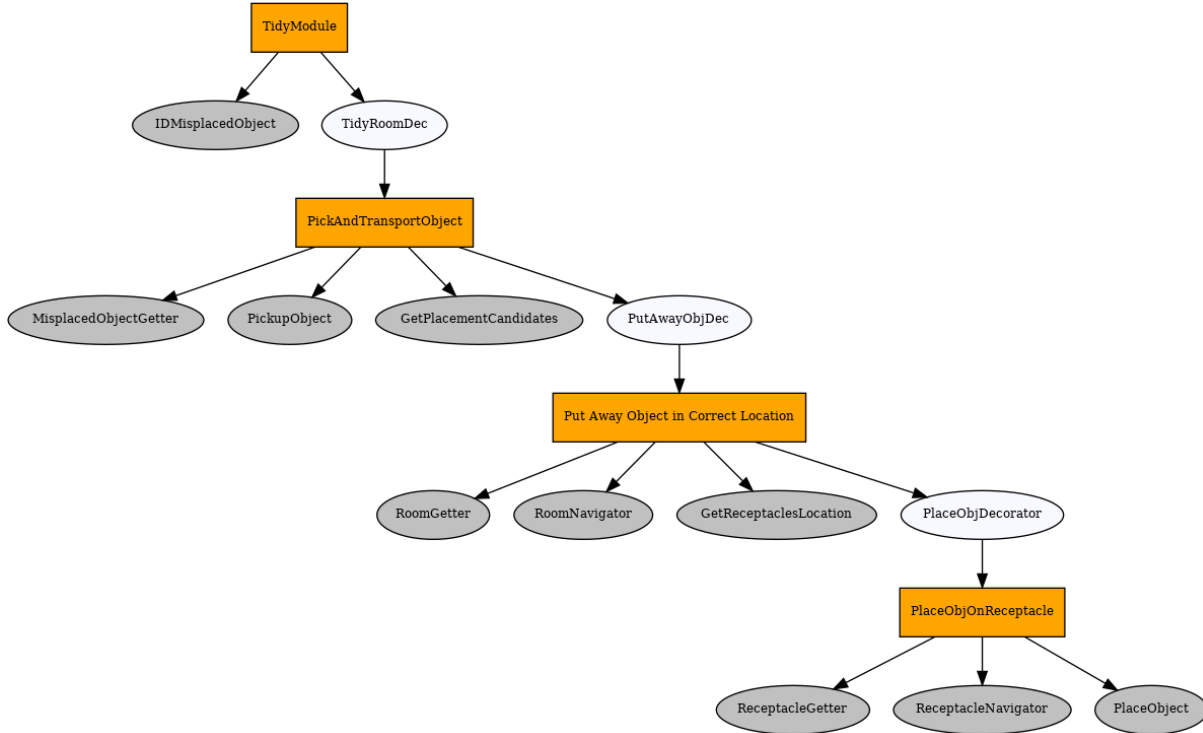 TidyModule
IDMisplacedObject
TidyRoomDec
PickAndTransportObject
MisplacedObjectGetter
PickupObject
GetPlacementCandidates
PutAwayObjDec
Put Away Object in Correct Location
RoomGetter
RoomNavigator
GetReceptaclesLocation
PlaceObjDecorator
PlaceObjOnReceptacle
ReceptacleGetter
ReceptacleNavigator
PlaceObject